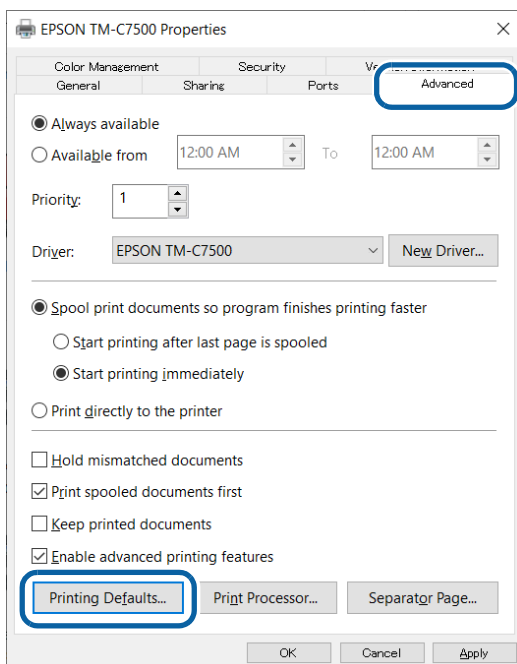 EPSON TM-C7500 Properties
Color Management Security
General Sharing Ports Advanced
Always available
Available from 12:00 AM To 12:00 AM
Priority: 1
Driver: EPSON TM-C7500 New Driver...
Spool print documents so program finishes printing faster
Start printing after last page is spooled
Start printing immediately
Print directly to the printer
Hold mismatched documents
Print spooled documents first
Keep printed documents
Enable advanced printing features
Printing Defaults... Print Processor... Separator Page...
OK Cancel Apply